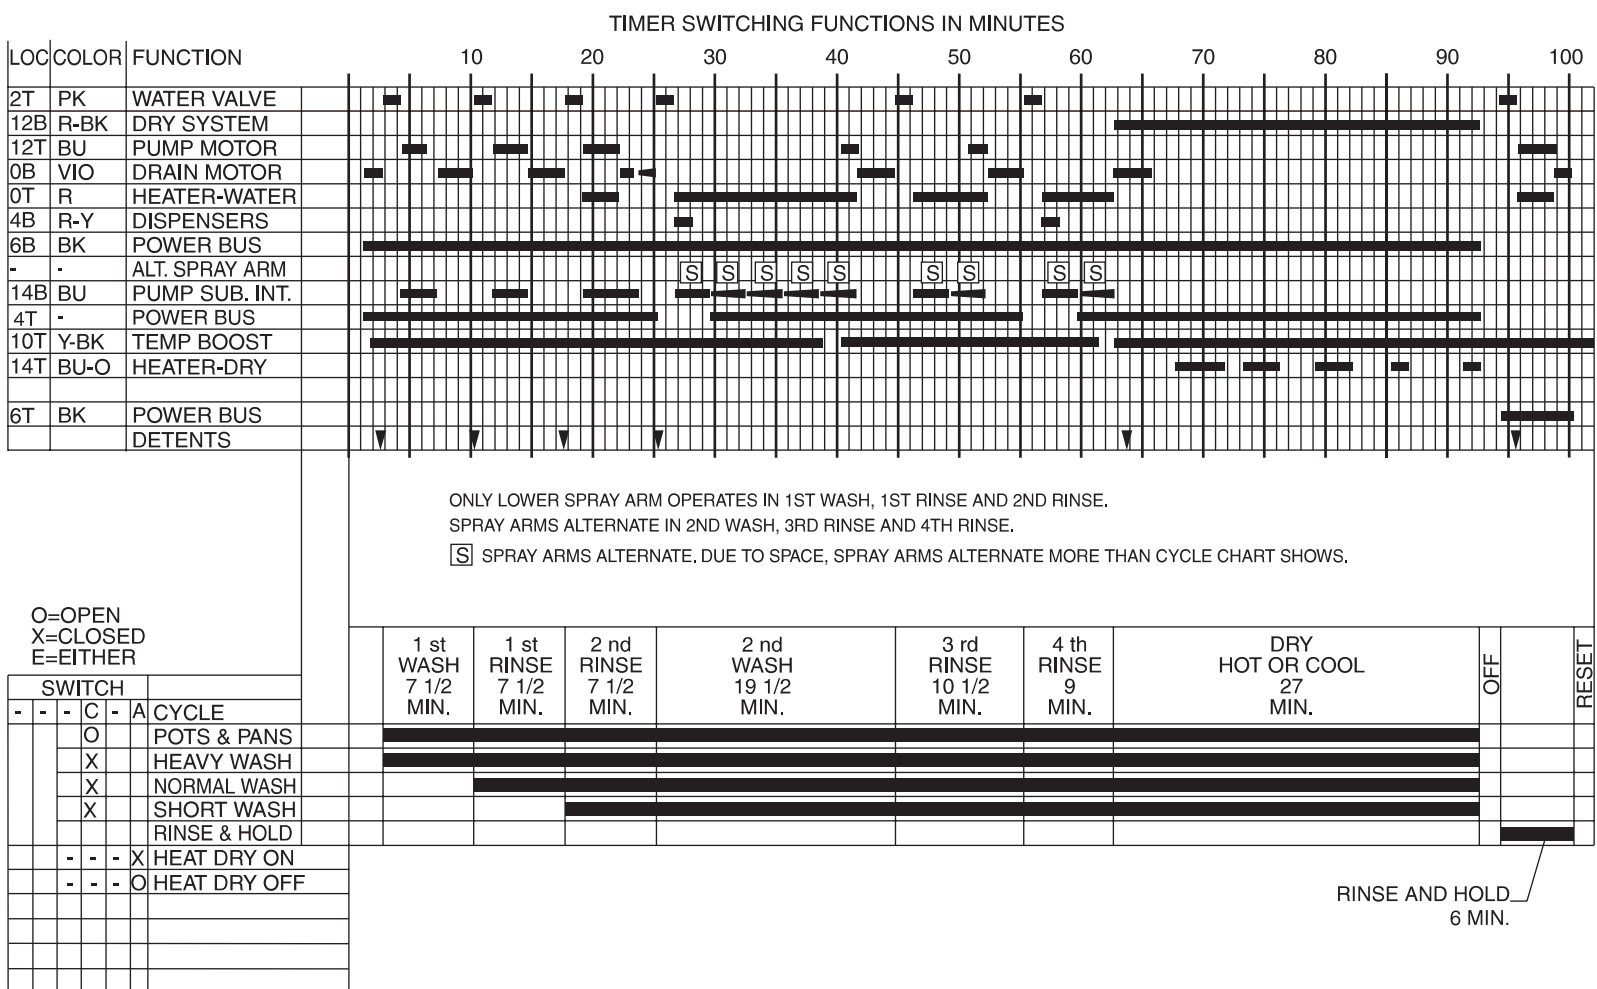 TIMER SWITCHING FUNCTIONS IN MINUTES
LOC COLOR FUNCTION 10 20 30 40 50 60 70 80 90 100
2T PK WATER VALVE
12B R-BK DRY SYSTEM
12T BU PUMP MOTOR
0B VIO DRAIN MOTOR
0T R HEATER-WATER
4B R-Y DISPENSERS
6B BK POWER BUS
- - ALT. SPRAY ARM S S S S S S S S S
14B BU PUMP SUB. INT.
4T - POWER BUS
10T Y-BK TEMP BOOST
14T BU-O HEATER-DRY
6T BK POWER BUS
DETENTS
ONLY LOWER SPRAY ARM OPERATES IN 1ST WASH, 1ST RINSE AND 2ND RINSE.
SPRAY ARMS ALTERNATE IN 2ND WASH, 3RD RINSE AND 4TH RINSE.
S SPRAY ARMS ALTERNATE. DUE TO SPACE, SPRAY ARMS ALTERNATE MORE THAN CYCLE CHART SHOWS.
O=OPEN
X=CLOSED
E=EITHER
1 st
WASH
7 1/2
MIN.
1 st
RINSE
7 1/2
MIN.
2 nd
RINSE
7 1/2
MIN.
2 nd
WASH
19 1/2
MIN.
3 rd
RINSE
10 1/2
MIN.
4 th
RINSE
9
MIN.
DRY
HOT OR COOL
27
MIN.
OFF
RESET
SWITCH
- - - C - A CYCLE
O POTS & PANS
X HEAVY WASH
X NORMAL WASH
X SHORT WASH
RINSE & HOLD
- - - X HEAT DRY ON
- - - O HEAT DRY OFF
RINSE AND HOLD
6 MIN.